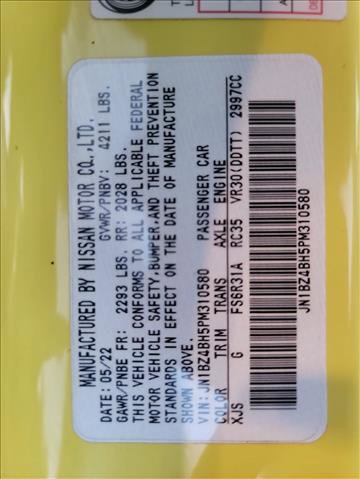 MANUFACTURED BY NISSAN MOTOR CO.,LTD.
DATE: 05/22 GVWR/PNBV: 4211 LBS.
GAWR/PNBE FR: 2293 LBS. RR: 2028 LBS.
THIS VEHICLE CONFORMS TO ALL APPLICABLE FEDERAL
MOTOR VEHICLE SAFETY,BUMPER,AND THEFT PREVENTION
STANDARDS IN EFFECT ON THE DATE OF MANUFACTURE
SHOWN ABOVE.
VIN: JN1BZ4BH5PM310580 PASSENGER CAR
COLOR TRIM TRANS AXLE ENGINE
XJS G FS6R31A RC35 VR30(DDTT) 2997CC
JN1BZ4BH5PM310580